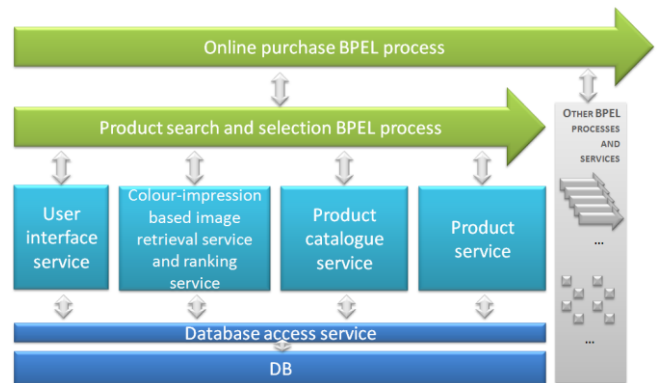 Online purchase BPEL process
Product search and selection BPEL process
OTHER BPEL
PROCESSES
AND
SERVICES
...
...
User
interface
service
Colour-impression
based image
retrieval service
and ranking
service
Product
catalogue
service
Product
service
Database access service
DB